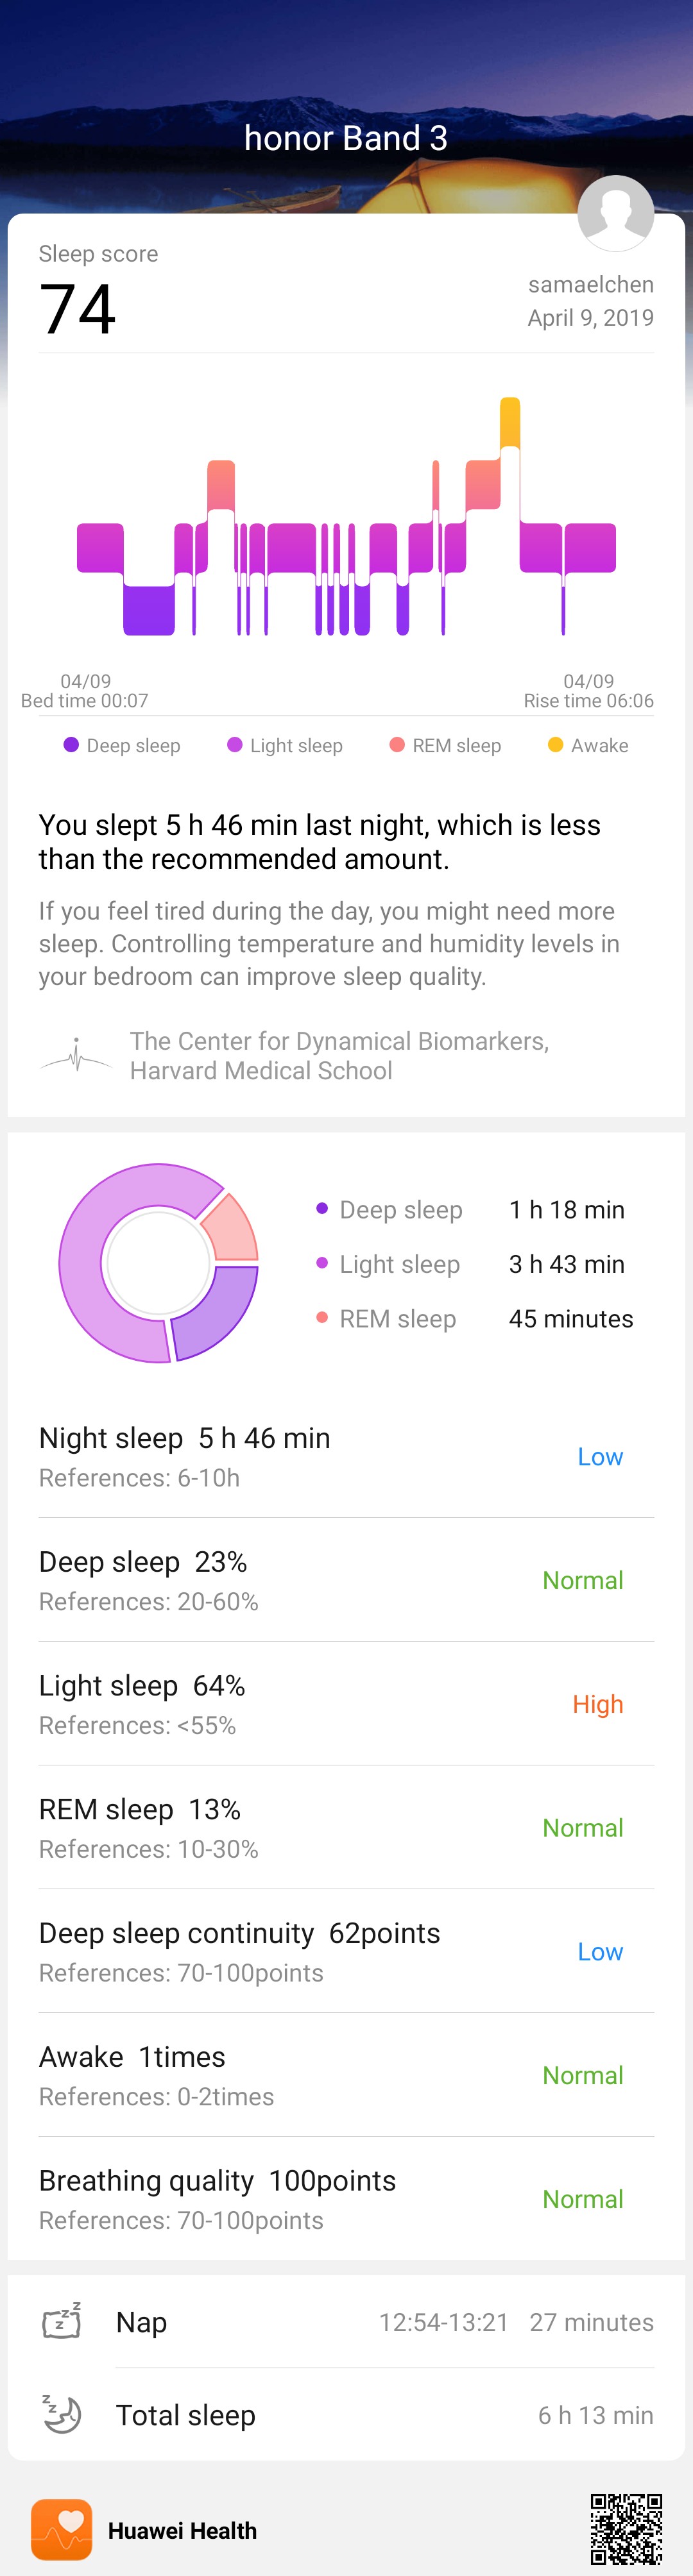 honor Band 3
Sleep score
74
samaelchen
April 9, 2019
04/09
Bed time 00:07
04/09
Rise time 06:06
Deep sleep
Light sleep
REM sleep
Awake
You slept 5 h 46 min last night, which is less
than the recommended amount.
If you feel tired during the day, you might need more
sleep. Controlling temperature and humidity levels in
your bedroom can improve sleep quality.
The Center for Dynamical Biomarkers,
Harvard Medical School
Deep sleep 1 h 18 min
Light sleep 3 h 43 min
REM sleep 45 minutes
Night sleep 5 h 46 min
References: 6-10h
Low
Deep sleep 23%
References: 20-60%
Normal
Light sleep 64%
References: <55%
High
REM sleep 13%
References: 10-30%
Normal
Deep sleep continuity 62points
References: 70-100points
Low
Awake 1times
References: 0-2times
Normal
Breathing quality 100points
References: 70-100points
Normal
z z z
Nap 12:54-13:21 27 minutes
z z
Total sleep 6 h 13 min
Huawei Health